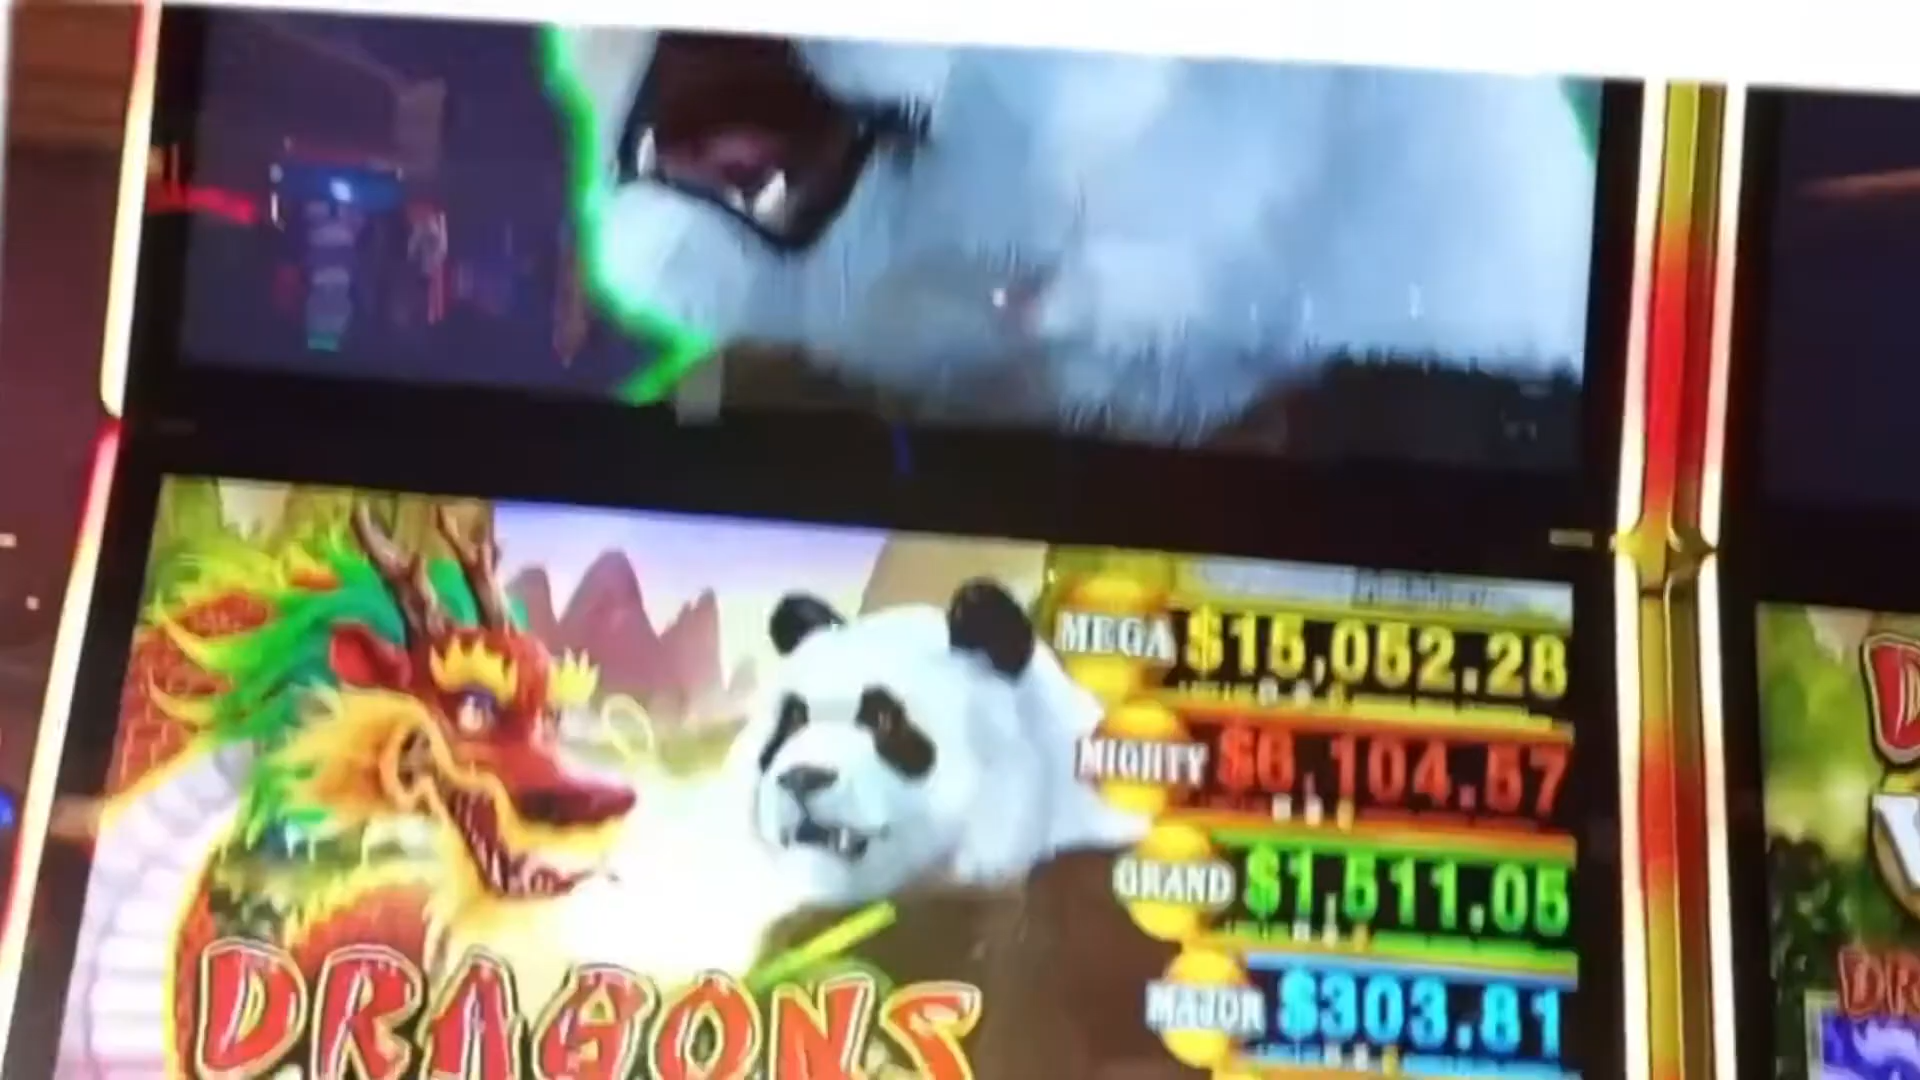 MEGA $15,052.28
MIGHTY $6,104.57
GRAND $1,511.05
MAJOR $303.81
DRAGONS